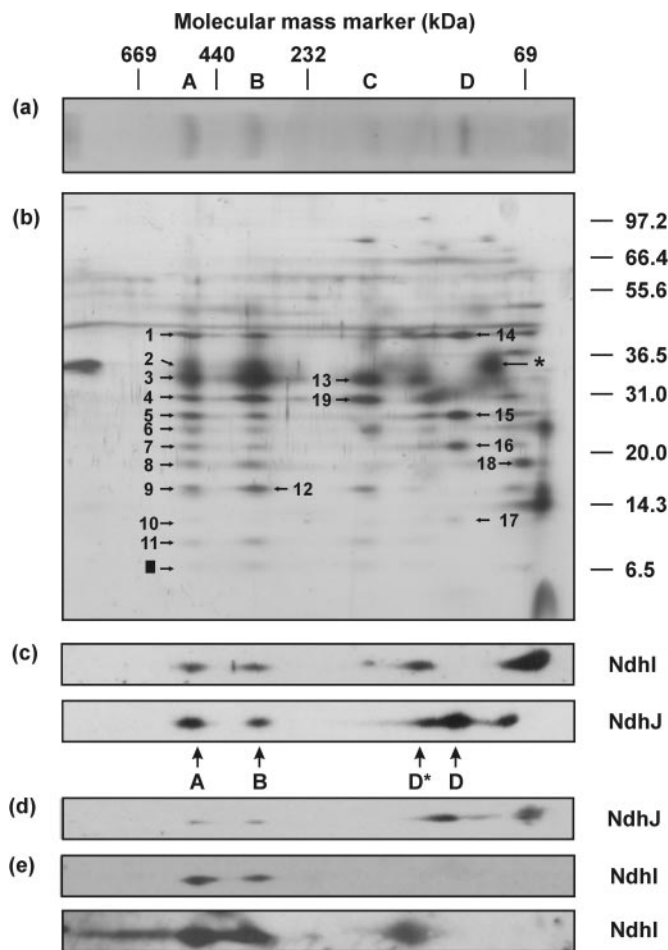 Molecular mass marker (kDa)
669 440 232 69
A B C D
(a)
(b)
97.2
66.4
55.6
36.5
31.0
20.0
14.3
6.5
1 14
2 *
3 13
4 19
5 15
6
7 16
8 18
9 12
10 17
11
(c) NdhI
NdhJ
A B D* D
(d) NdhJ
(e) NdhI
NdhI